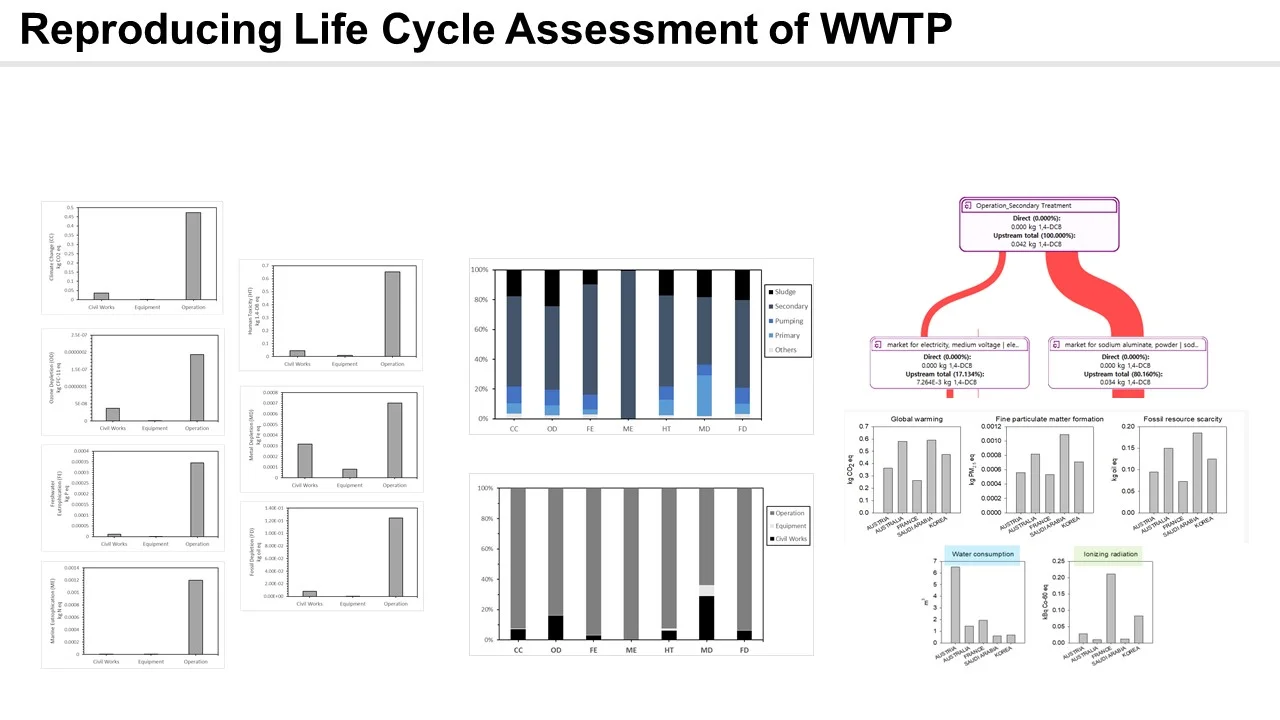 Reproducing Life Cycle Assessment of WWTP
Climate Change (CC)
kg CO2 eq
0.5
0.45
0.4
0.35
0.3
0.25
0.2
0.15
0.1
0.05
0
Civil Works Equipment Operation
Ozone Depletion (OD)
kg CFC-11 eq
2.5E-07
0.0000002
1.5E-07
0.0000001
5E-08
0
Civil Works Equipment Operation
Freshwater
Eutrophication (FE)
kg P eq
0.0004
0.00035
0.0003
0.00025
0.0002
0.00015
0.0001
0.00005
0
Civil Works Equipment Operation
Marine Eutrophication (ME)
kg N eq
0.0014
0.0012
0.001
0.0008
0.0006
0.0004
0.0002
0
Civil Works Equipment Operation
Human Toxicity (HT)
kg 1,4-DB eq
0.7
0.6
0.5
0.4
0.3
0.2
0.1
0
Civil Works Equipment Operation
Metal Depletion (MD)
kg Fe eq
0.0008
0.0007
0.0006
0.0005
0.0004
0.0003
0.0002
0.0001
0
Civil Works Equipment Operation
Fossil Depletion (FD)
kg oil eq
1.40E-01
1.20E-01
1.00E-01
8.00E-02
6.00E-02
4.00E-02
2.00E-02
0.00E+00
Civil Works Equipment Operation
100%
80%
60%
40%
20%
0%
CC OD FE ME HT MD FD
Sludge
Secondary
Pumping
Primary
Others
100%
80%
60%
40%
20%
0%
CC OD FE ME HT MD FD
Operation
Equipment
Civil Works
Operation_Secondary Treatment
Direct (0.000%):
0.000 kg 1,4-DCB
Upstream total (100.000%):
0.042 kg 1,4-DCB
market for electricity, medium voltage | ele...
Direct (0.000%):
0.000 kg 1,4-DCB
Upstream total (17.134%):
7.264E-3 kg 1,4-DCB
market for sodium aluminate, powder | sod...
Direct (0.000%):
0.000 kg 1,4-DCB
Upstream total (80.160%):
0.034 kg 1,4-DCB
Global warming
kg CO2 eq
0.7
0.6
0.5
0.4
0.3
0.2
0.1
0.0
AUSTRIA AUSTRALIA FRANCE SAUDI ARABIA KOREA
Fine particulate matter formation
kg PM2.5 eq
0.0012
0.0010
0.0008
0.0006
0.0004
0.0002
0.0000
AUSTRIA AUSTRALIA FRANCE SAUDI ARABIA KOREA
Fossil resource scarcity
kg oil eq
0.20
0.15
0.10
0.05
0.00
AUSTRIA AUSTRALIA FRANCE SAUDI ARABIA KOREA
Water consumption
m3
7
6
5
4
3
2
1
0
AUSTRIA AUSTRALIA FRANCE SAUDI ARABIA KOREA
Ionizing radiation
kBq Co-60 eq
0.25
0.20
0.15
0.10
0.05
0.00
AUSTRIA AUSTRALIA FRANCE SAUDI ARABIA KOREA